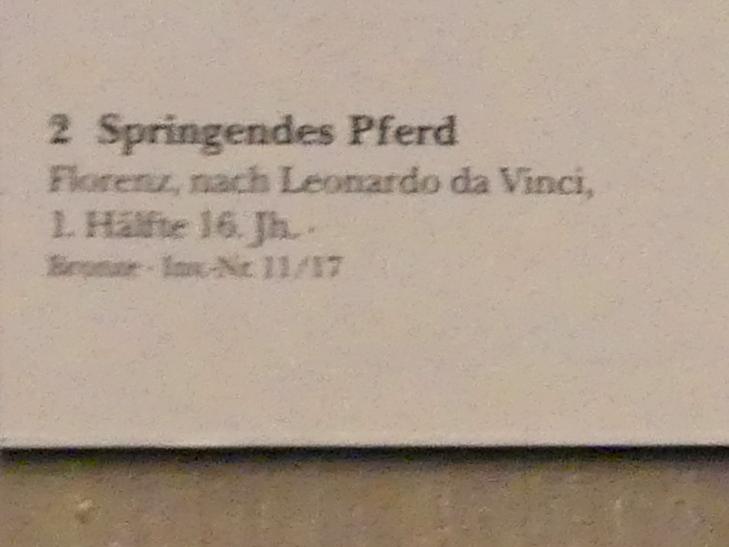 2 Springendes Pferd
Florenz, nach Leonardo da Vinci,
1. Hälfte 16. Jh. ·
Bronze · Inv.-Nr. 11/17